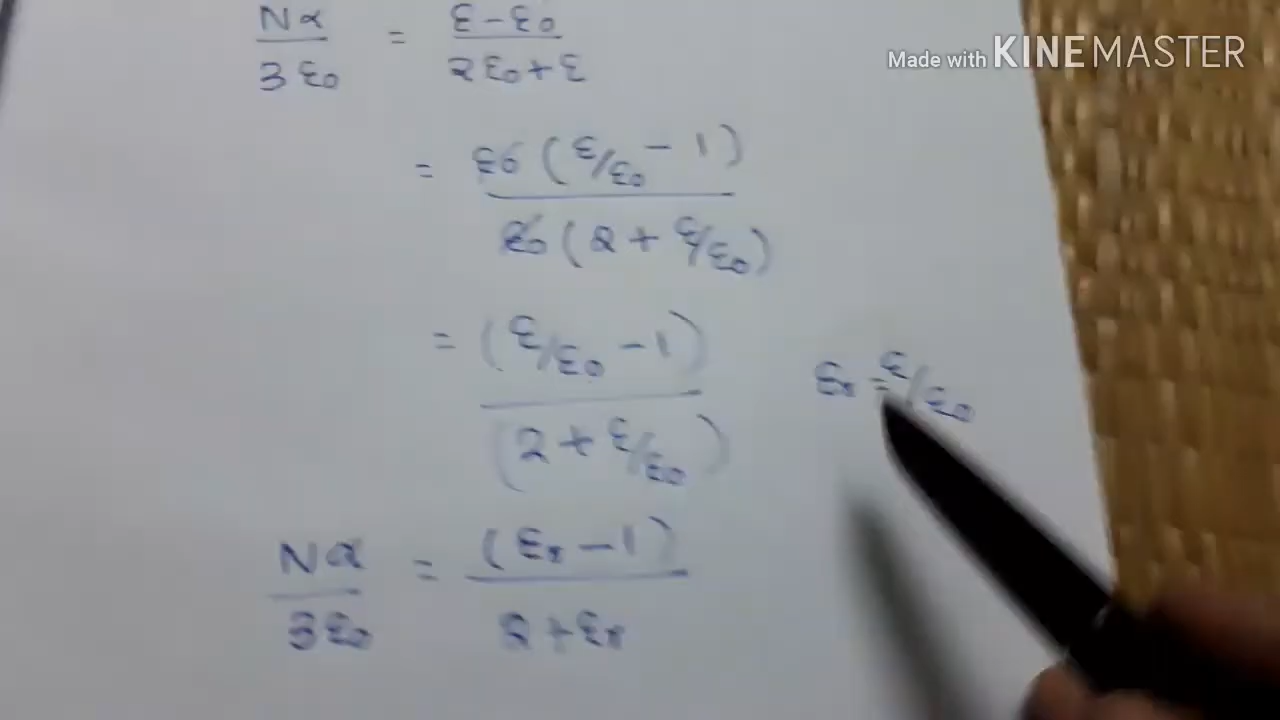 Made with KINEMASTER
Nα/3ε₀ = (ε-ε₀)/(2ε₀+ε)
= ε₀(ε/ε₀ - 1)/ε₀(2 + ε/ε₀)
= (ε/ε₀ - 1)/(2 + ε/ε₀)
εr = ε/ε₀
Nα/3ε₀ = (εr - 1)/2+εr